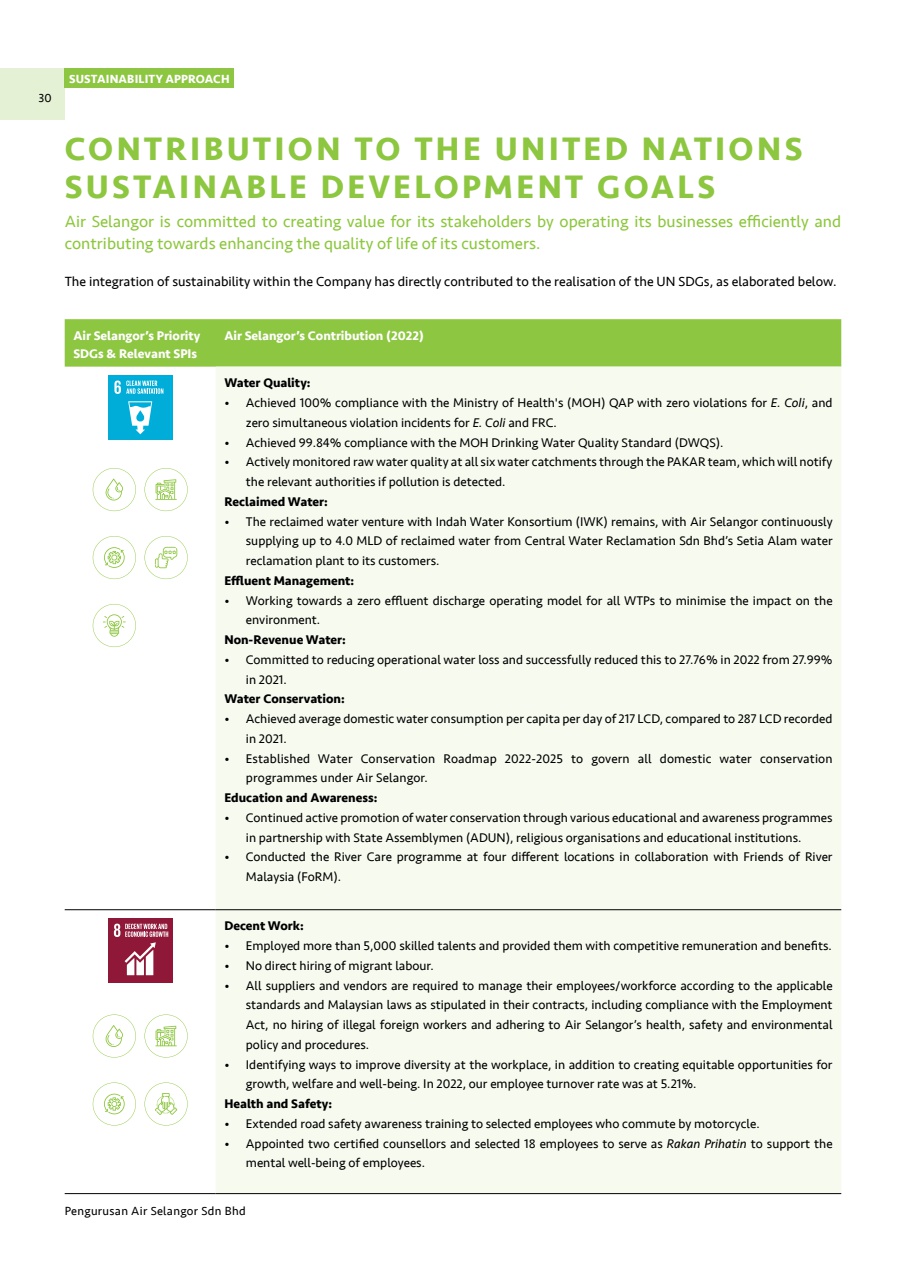 SUSTAINABILITY APPROACH
30
CONTRIBUTION TO THE UNITED NATIONS
SUSTAINABLE DEVELOPMENT GOALS
Air Selangor is committed to creating value for its stakeholders by operating its businesses efficiently and
contributing towards enhancing the quality of life of its customers.
The integration of sustainability within the Company has directly contributed to the realisation of the UN SDGs, as elaborated below.
Air Selangor's Priority
SDGs & Relevant SPIs
Air Selangor's Contribution (2022)
6 CLEAN WATER
AND SANITATION
Water Quality:
• Achieved 100% compliance with the Ministry of Health's (MOH) QAP with zero violations for E. Coli, and
zero simultaneous violation incidents for E. Coli and FRC.
• Achieved 99.84% compliance with the MOH Drinking Water Quality Standard (DWQS).
• Actively monitored raw water quality at all six water catchments through the PAKAR team, which will notify
the relevant authorities if pollution is detected.
Reclaimed Water:
• The reclaimed water venture with Indah Water Konsortium (IWK) remains, with Air Selangor continuously
supplying up to 4.0 MLD of reclaimed water from Central Water Reclamation Sdn Bhd's Setia Alam water
reclamation plant to its customers.
Effluent Management:
• Working towards a zero effluent discharge operating model for all WTPs to minimise the impact on the
environment.
Non-Revenue Water:
• Committed to reducing operational water loss and successfully reduced this to 27.76% in 2022 from 27.99%
in 2021.
Water Conservation:
• Achieved average domestic water consumption per capita per day of 217 LCD, compared to 287 LCD recorded
in 2021.
• Established Water Conservation Roadmap 2022-2025 to govern all domestic water conservation
programmes under Air Selangor.
Education and Awareness:
• Continued active promotion of water conservation through various educational and awareness programmes
in partnership with State Assemblymen (ADUN), religious organisations and educational institutions.
• Conducted the River Care programme at four different locations in collaboration with Friends of River
Malaysia (FoRM).
8 DECENT WORK AND
ECONOMIC GROWTH
Decent Work:
• Employed more than 5,000 skilled talents and provided them with competitive remuneration and benefits.
• No direct hiring of migrant labour.
• All suppliers and vendors are required to manage their employees/workforce according to the applicable
standards and Malaysian laws as stipulated in their contracts, including compliance with the Employment
Act, no hiring of illegal foreign workers and adhering to Air Selangor's health, safety and environmental
policy and procedures.
• Identifying ways to improve diversity at the workplace, in addition to creating equitable opportunities for
growth, welfare and well-being. In 2022, our employee turnover rate was at 5.21%.
Health and Safety:
• Extended road safety awareness training to selected employees who commute by motorcycle.
• Appointed two certified counsellors and selected 18 employees to serve as Rakan Prihatin to support the
mental well-being of employees.
Pengurusan Air Selangor Sdn Bhd